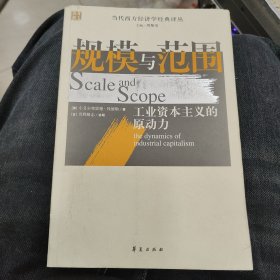 当代西方经济学经典译丛
规模与范围
Scale and
Scope
工业资本主义的
原动力
the dynamics of
industrial capitalism
华夏出版社